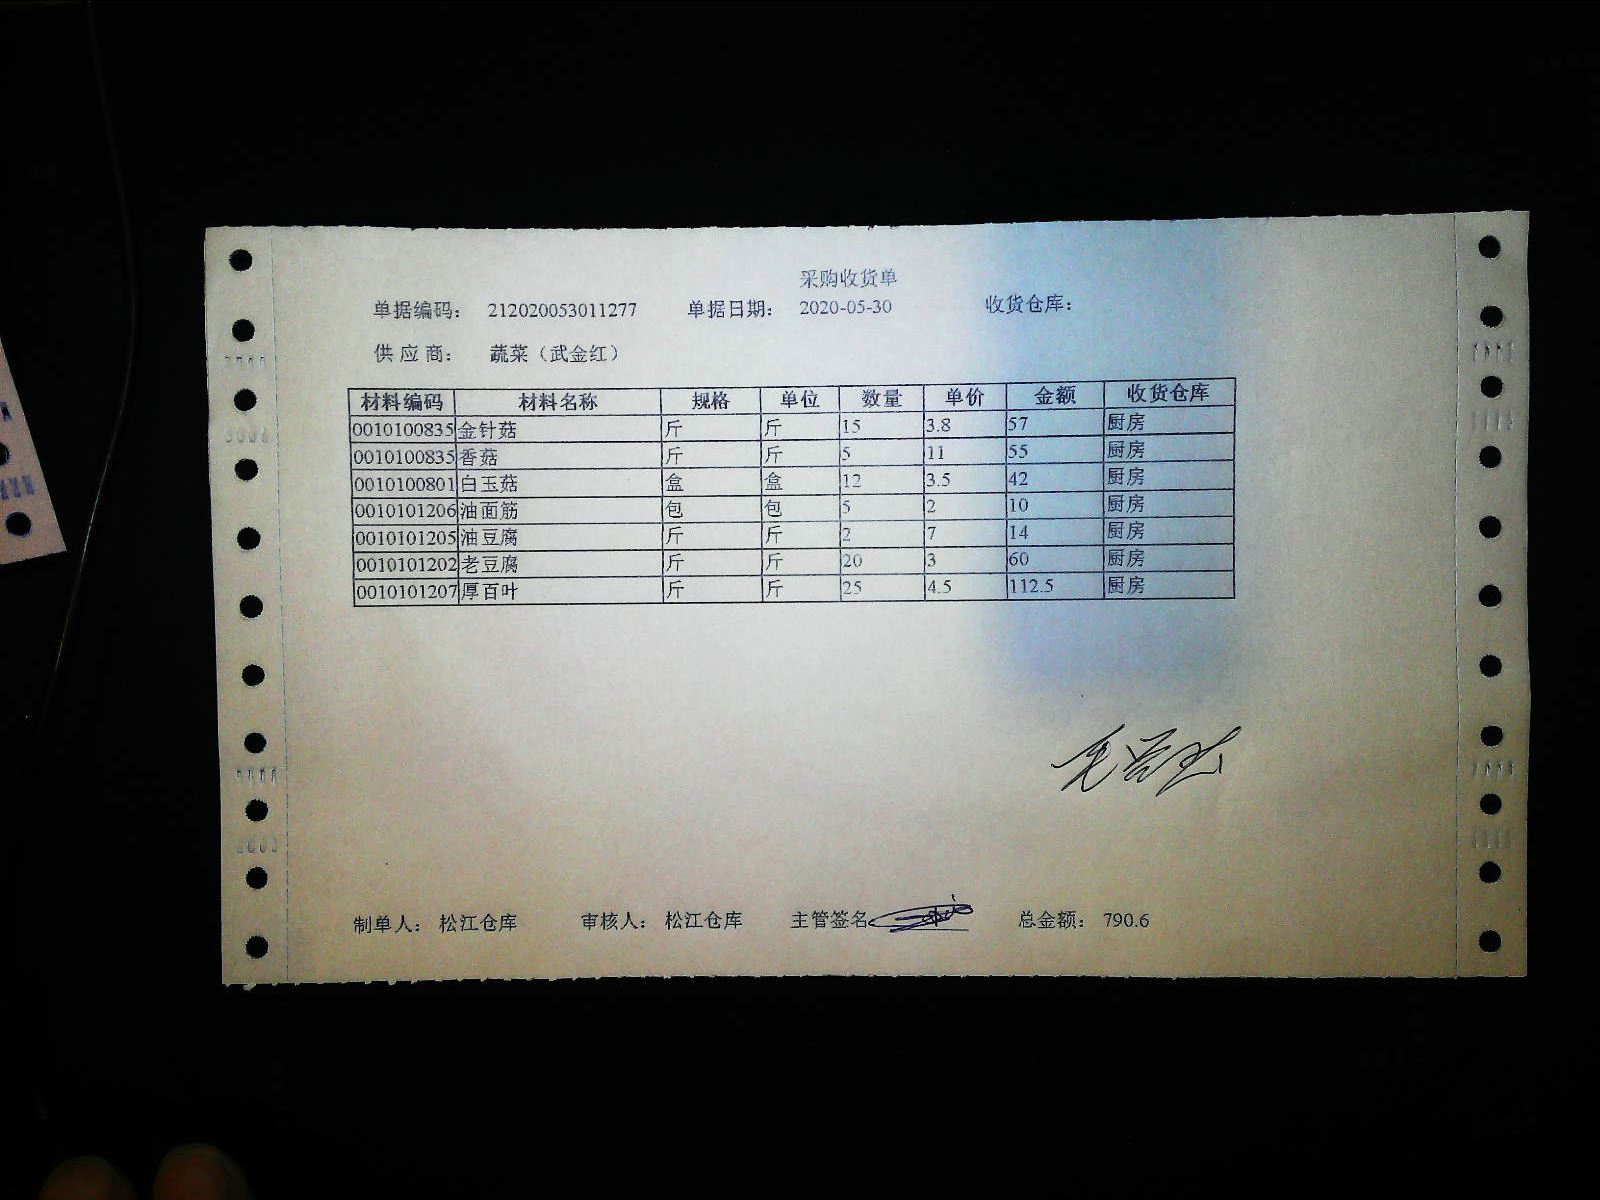 采购收货单
单据编码： 212020053011277 单据日期： 2020-05-30 收货仓库：
供 应 商： 蔬菜（武金红）
材料编码 材料名称 规格 单位 数量 单价 金额 收货仓库
0010100835 金针菇 斤 斤 15 3.8 57 厨房
0010100835 香菇 斤 斤 5 11 55 厨房
0010100801 白玉菇 盒 盒 12 3.5 42 厨房
0010101206 油面筋 包 包 5 2 10 厨房
0010101205 油豆腐 斤 斤 2 7 14 厨房
0010101202 老豆腐 斤 斤 20 3 60 厨房
0010101207 厚百叶 斤 斤 25 4.5 112.5 厨房
制单人： 松江仓库 审核人： 松江仓库 主管签名 总金额： 790.6